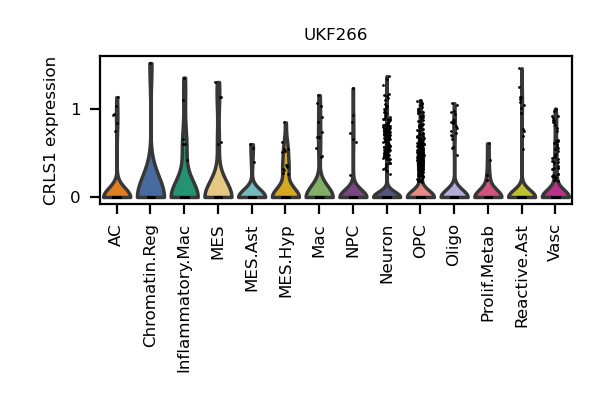 UKF266
CRLS1 expression
1
0
AC
Chromatin.Reg
Inflammatory.Mac
MES
MES.Ast
MES.Hyp
Mac
NPC
Neuron
OPC
Oligo
Prolif.Metab
Reactive.Ast
Vasc